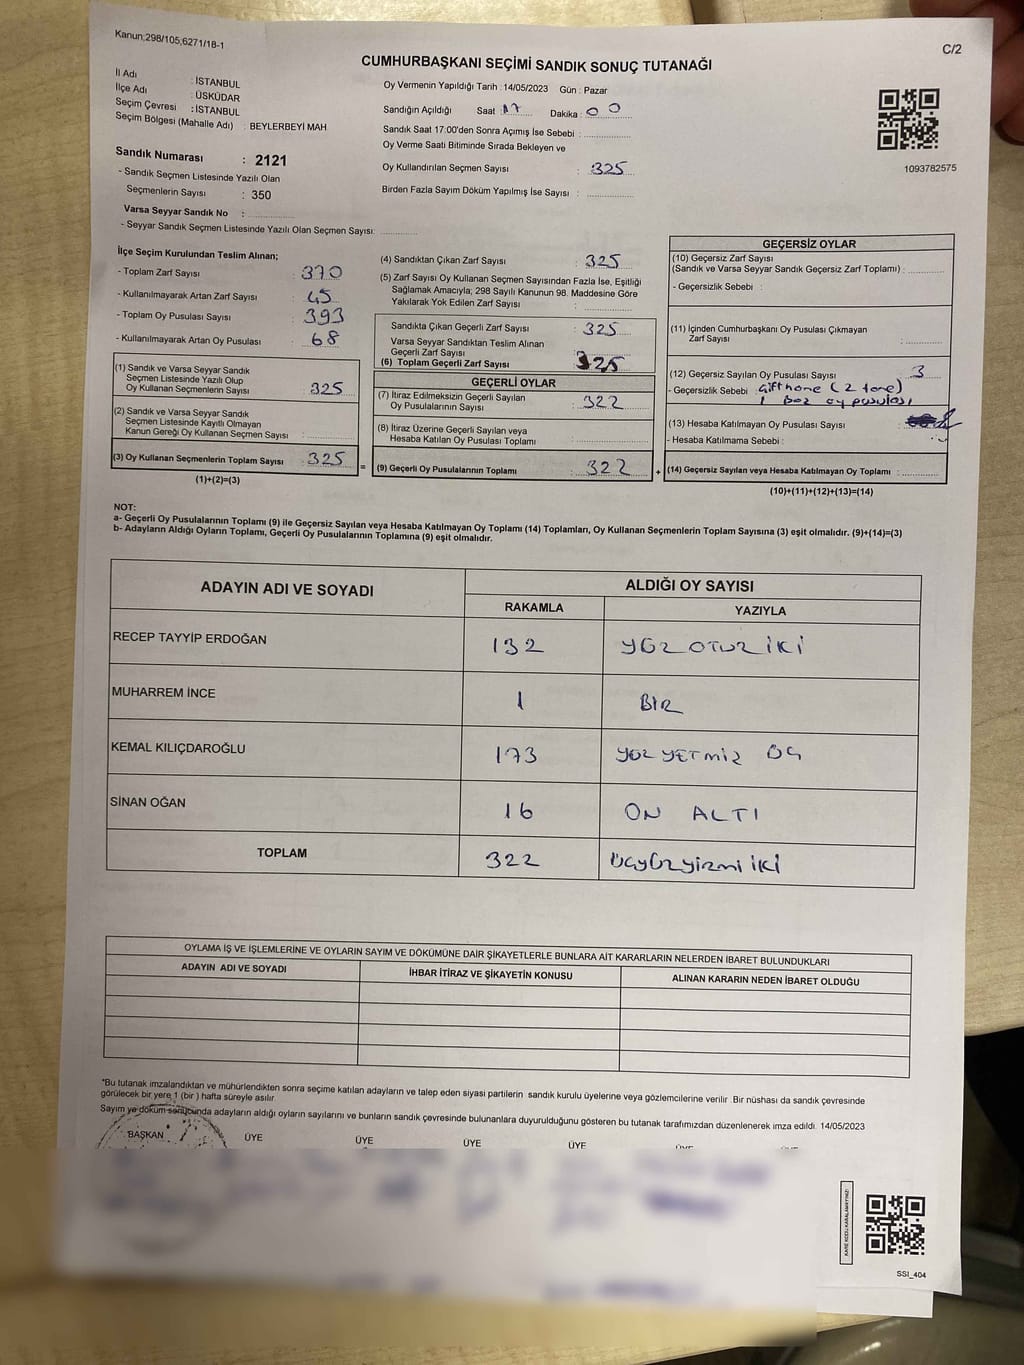 Kanun;298/105,6271/18-1
C/2
CUMHURBAŞKANI SEÇİMİ SANDIK SONUÇ TUTANAĞI
İl Adı : İSTANBUL
İlçe Adı : ÜSKÜDAR
Seçim Çevresi : İSTANBUL
Seçim Bölgesi (Mahalle Adı) : BEYLERBEYİ MAH
Sandık Numarası : 2121
- Sandık Seçmen Listesinde Yazılı Olan
Seçmenlerin Sayısı : 350
Varsa Seyyar Sandık No :
- Seyyar Sandık Seçmen Listesinde Yazılı Olan Seçmen Sayısı:
Oy Vermenin Yapıldığı Tarih : 14/05/2023 Gün : Pazar
Sandığın Açıldığı Saat : 17 Dakika : 00
Sandık Saat 17:00'den Sonra Açımış İse Sebebi :
Oy Verme Saati Bitiminde Sırada Bekleyen ve
Oy Kullandırılan Seçmen Sayısı : 325
Birden Fazla Sayım Döküm Yapılmış İse Sayısı :
1093782575
İlçe Seçim Kurulundan Teslim Alınan;
- Toplam Zarf Sayısı : 370
- Kullanılmayarak Artan Zarf Sayısı : 45
- Toplam Oy Pusulası Sayısı : 393
- Kullanılmayarak Artan Oy Pusulası : 68
(1) Sandık ve Varsa Seyyar Sandık
Seçmen Listesinde Yazılı Olup
Oy Kullanan Seçmenlerin Sayısı : 325
(2) Sandık ve Varsa Seyyar Sandık
Seçmen Listesinde Kayıtlı Olmayan
Kanun Gereği Oy Kullanan Seçmen Sayısı :
(3) Oy Kullanan Seçmenlerin Toplam Sayısı : 325
(1)+(2)=(3)
=
(4) Sandıktan Çıkan Zarf Sayısı : 325
(5) Zarf Sayısı Oy Kullanan Seçmen Sayısından Fazla İse, Eşitliği
Sağlamak Amacıyla; 298 Sayılı Kanunun 98. Maddesine Göre
Yakılarak Yok Edilen Zarf Sayısı :
Sandıkta Çıkan Geçerli Zarf Sayısı : 325
Varsa Seyyar Sandıktan Teslim Alınan
Geçerli Zarf Sayısı :
(6) Toplam Geçerli Zarf Sayısı : 325
GEÇERLİ OYLAR
(7) İtiraz Edilmeksizin Geçerli Sayılan
Oy Pusulalarının Sayısı : 322
(8) İtiraz Üzerine Geçerli Sayılan veya
Hesaba Katılan Oy Pusulası Toplamı :
(9) Geçerli Oy Pusulalarının Toplamı : 322
+
GEÇERSİZ OYLAR
(10) Geçersiz Zarf Sayısı
(Sandık ve Varsa Seyyar Sandık Geçersiz Zarf Toplamı) :
- Geçersizlik Sebebi :
(11) İçinden Cumhurbaşkanı Oy Pusulası Çıkmayan
Zarf Sayısı :
(12) Geçersiz Sayılan Oy Pusulası Sayısı : 3
- Geçersizlik Sebebi : Çift hane (2 tane)
1 boz oy pusulası
(13) Hesaba Katılmayan Oy Pusulası Sayısı :
- Hesaba Katılmama Sebebi :
(14) Geçersiz Sayılan veya Hesaba Katılmayan Oy Toplamı :
(10)+(11)+(12)+(13)=(14)
NOT:
a- Geçerli Oy Pusulalarının Toplamı (9) ile Geçersiz Sayılan veya Hesaba Katılmayan Oy Toplamı (14) Toplamları, Oy Kullanan Seçmenlerin Toplam Sayısına (3) eşit olmalıdır. (9)+(14)=(3)
b- Adayların Aldığı Oyların Toplamı, Geçerli Oy Pusulalarının Toplamına (9) eşit olmalıdır.
ADAYIN ADI VE SOYADI ALDIĞI OY SAYISI
RAKAMLA YAZIYLA
RECEP TAYYİP ERDOĞAN 132 YÜZ OTUZ İKİ
MUHARREM İNCE 1 BİR
KEMAL KILIÇDAROĞLU 173 YÜZ YETMİŞ ÜÇ
SİNAN OĞAN 16 ON ALTI
TOPLAM 322 ÜÇYÜZ YİRMİ İKİ
OYLAMA İŞ VE İŞLEMLERİNE VE OYLARIN SAYIM VE DÖKÜMÜNE DAİR ŞİKAYETLERLE BUNLARA AİT KARARLARIN NELERDEN İBARET BULUNDUKLARI
ADAYIN ADI VE SOYADI İHBAR İTİRAZ VE ŞİKAYETİN KONUSU ALINAN KARARIN NEDEN İBARET OLDUĞU
*Bu tutanak imzalandıktan ve mühürlendikten sonra seçime katılan adayların ve talep eden siyasi partilerin sandık kurulu üyelerine veya gözlemcilerine verilir. Bir nüshası da sandık çevresinde
görülecek bir yere 1 (bir ) hafta süreyle asılır.
Sayım ve döküm sonucunda adayların aldığı oyların sayılarını ve bunların sandık çevresinde bulunanlara duyurulduğunu gösteren bu tutanak tarafımızdan düzenlenerek imza edildi. 14/05/2023
BAŞKAN ÜYE ÜYE ÜYE ÜYE
KARE KODU KARALAMAYINIZ!
SSI_404